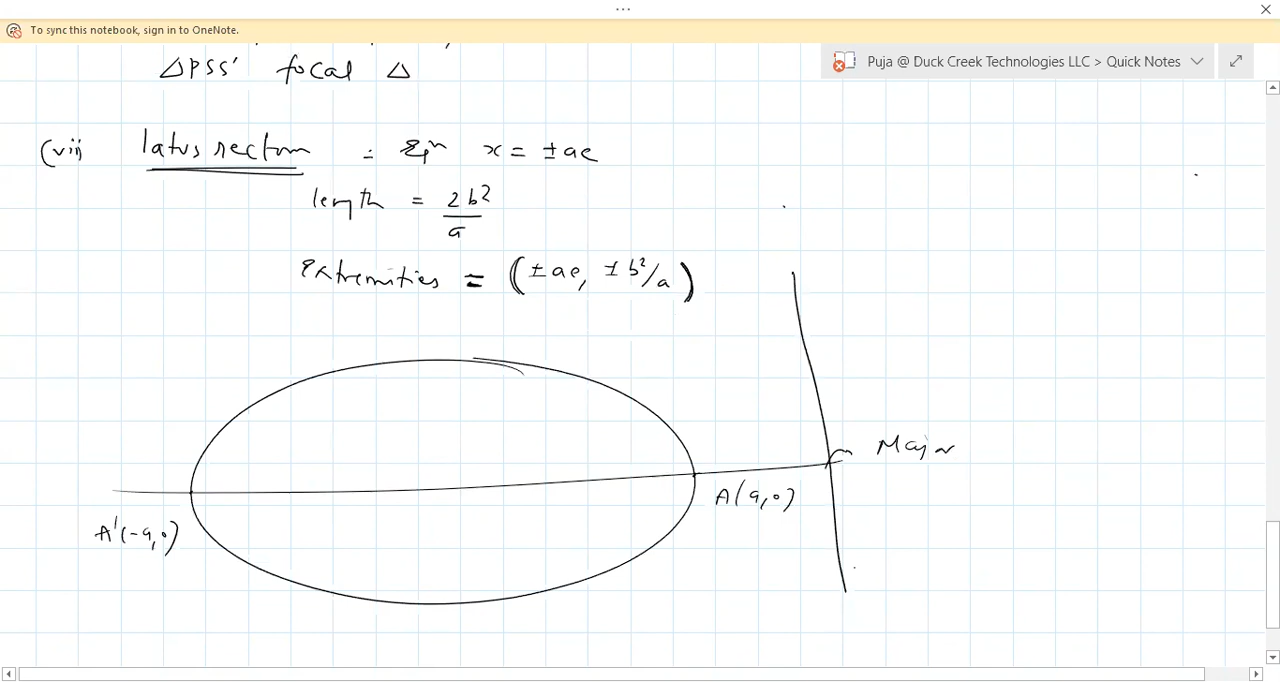 ...
To sync this notebook, sign in to OneNote.
Puja @ Duck Creek Technologies LLC > Quick Notes
ΔPSS' focal Δ
(vii) latus rectum = Eqn x = ±ae
length = 2b²/a
extremities = (±ae, ±b²/a)
Major
A(a,0)
A'(-a,0)